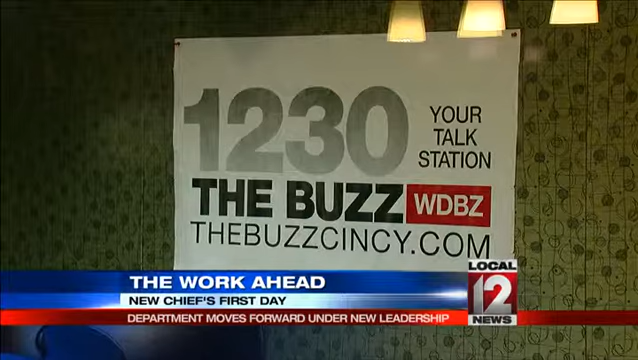 1230
YOUR
TALK
STATION
THE BUZZ WDBZ
THEBUZZCINCY.COM
THE WORK AHEAD
NEW CHIEF'S FIRST DAY
DEPARTMENT MOVES FORWARD UNDER NEW LEADERSHIP
LOCAL
12
NEWS